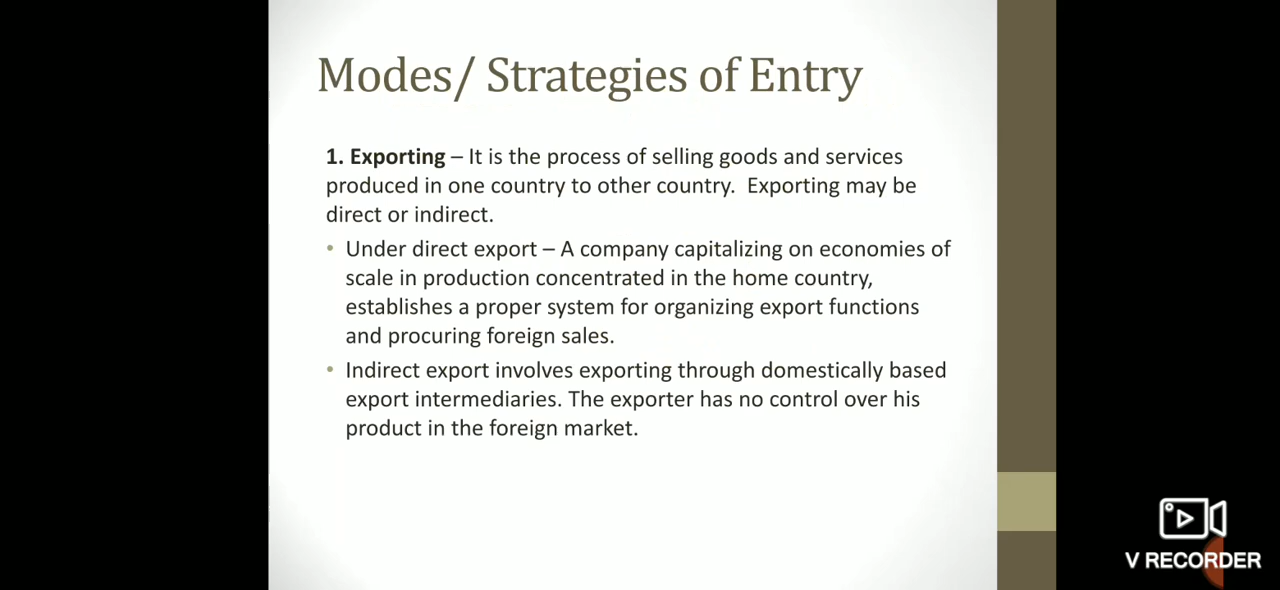 Modes/ Strategies of Entry
1. Exporting – It is the process of selling goods and services
produced in one country to other country.  Exporting may be
direct or indirect.
• Under direct export – A company capitalizing on economies of
scale in production concentrated in the home country,
establishes a proper system for organizing export functions
and procuring foreign sales.
• Indirect export involves exporting through domestically based
export intermediaries. The exporter has no control over his
product in the foreign market.
V RECORDER